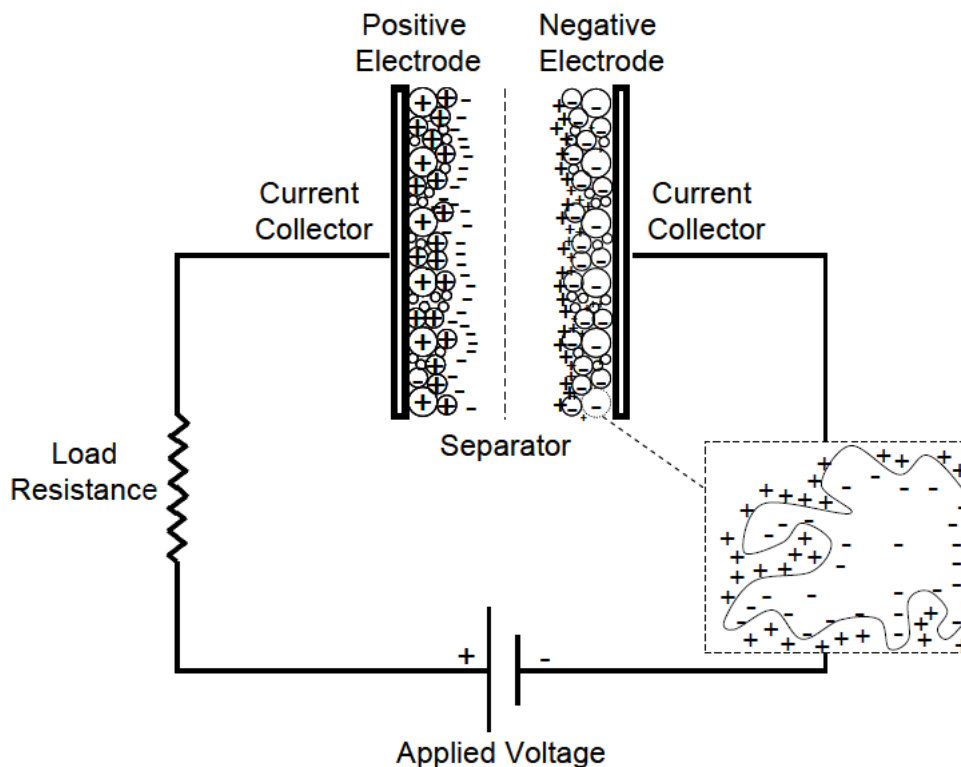 Positive
Electrode
Negative
Electrode
Current
Collector
Current
Collector
Separator
Load
Resistance
+ -
Applied Voltage